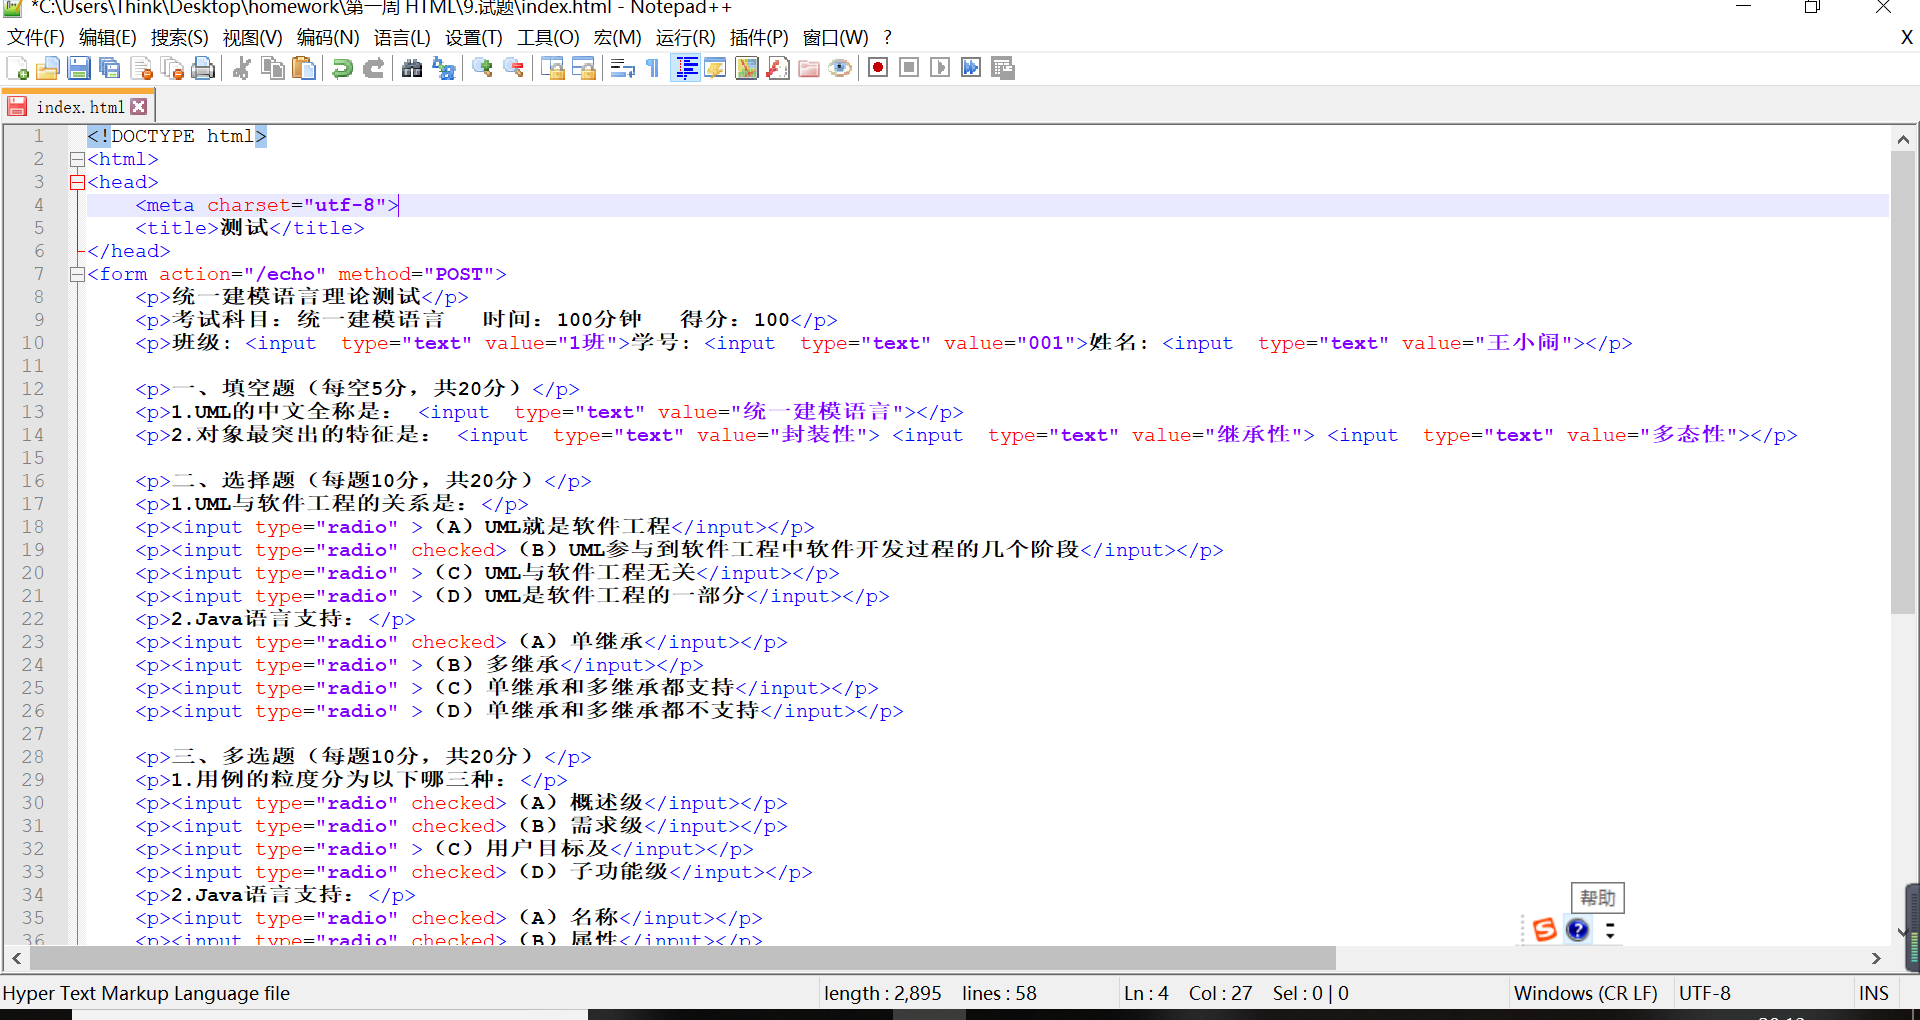 *C:\Users\Think\Desktop\homework\第一周 HTML\9.试题\index.html - Notepad++
文件(F) 编辑(E) 搜索(S) 视图(V) 编码(N) 语言(L) 设置(T) 工具(O) 宏(M) 运行(R) 插件(P) 窗口(W) ? X
index.html
1 <!DOCTYPE html>
2 <html>
3 <head>
4 <meta charset="utf-8">
5 <title>测试</title>
6 </head>
7 <form action="/echo" method="POST">
8 <p>统一建模语言理论测试</p>
9 <p>考试科目：统一建模语言 时间：100分钟 得分：100</p>
10 <p>班级：<input type="text" value="1班">学号：<input type="text" value="001">姓名：<input type="text" value="王小闹"></p>
11
12 <p>一、填空题（每空5分，共20分）</p>
13 <p>1.UML的中文全称是： <input type="text" value="统一建模语言"></p>
14 <p>2.对象最突出的特征是： <input type="text" value="封装性"> <input type="text" value="继承性"> <input type="text" value="多态性"></p>
15
16 <p>二、选择题（每题10分，共20分）</p>
17 <p>1.UML与软件工程的关系是：</p>
18 <p><input type="radio" >（A）UML就是软件工程</input></p>
19 <p><input type="radio" checked>（B）UML参与到软件工程中软件开发过程的几个阶段</input></p>
20 <p><input type="radio" >（C）UML与软件工程无关</input></p>
21 <p><input type="radio" >（D）UML是软件工程的一部分</input></p>
22 <p>2.Java语言支持：</p>
23 <p><input type="radio" checked>（A）单继承</input></p>
24 <p><input type="radio" >（B）多继承</input></p>
25 <p><input type="radio" >（C）单继承和多继承都支持</input></p>
26 <p><input type="radio" >（D）单继承和多继承都不支持</input></p>
27
28 <p>三、多选题（每题10分，共20分）</p>
29 <p>1.用例的粒度分为以下哪三种：</p>
30 <p><input type="radio" checked>（A）概述级</input></p>
31 <p><input type="radio" checked>（B）需求级</input></p>
32 <p><input type="radio" >（C）用户目标及</input></p>
33 <p><input type="radio" checked>（D）子功能级</input></p>
34 <p>2.Java语言支持：</p>
35 <p><input type="radio" checked>（A）名称</input></p>
36 <p><input type="radio" checked>（B）属性</input></p>
帮助
Hyper Text Markup Language file length : 2,895 lines : 58 Ln : 4 Col : 27 Sel : 0 | 0 Windows (CR LF) UTF-8 INS